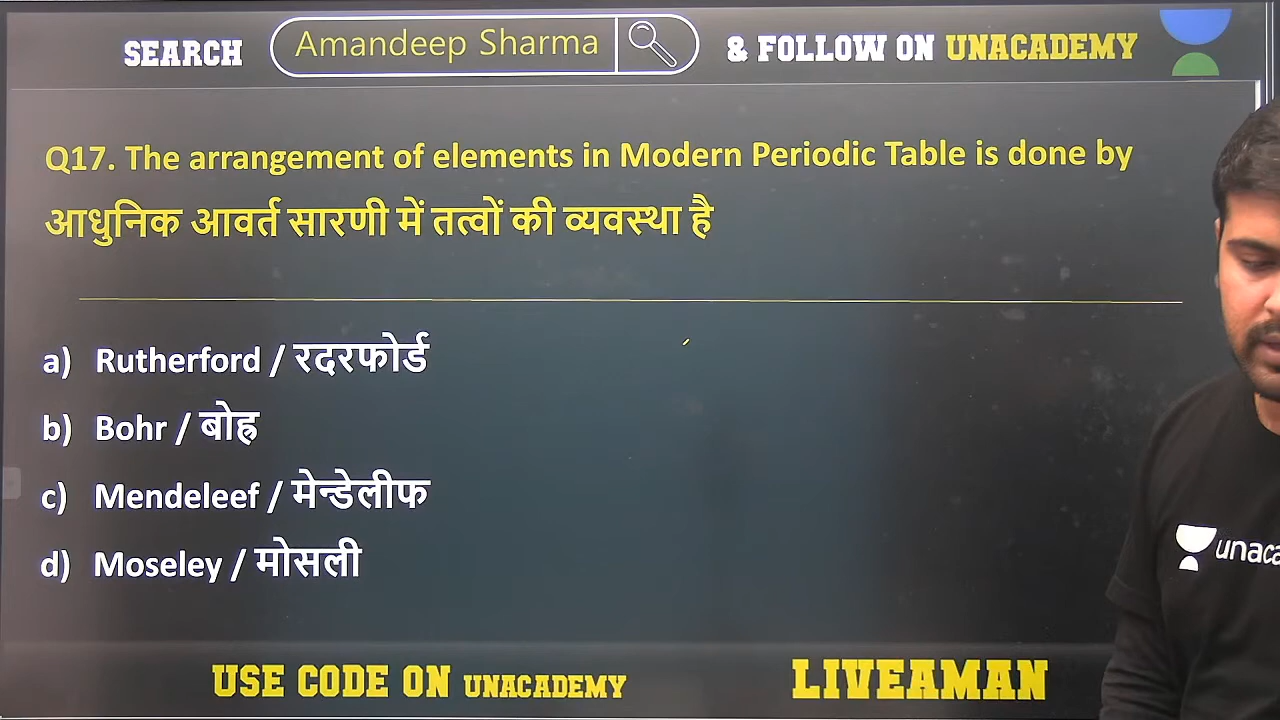 SEARCH Amandeep Sharma & FOLLOW ON UNACADEMY
Q17. The arrangement of elements in Modern Periodic Table is done by
आधुनिक आवर्त सारणी में तत्वों की व्यवस्था है
a) Rutherford / रदरफोर्ड
b) Bohr / बोह्र
c) Mendeleef / मेन्डेलीफ
d) Moseley / मोसली
USE CODE ON UNACADEMY LIVEAMAN